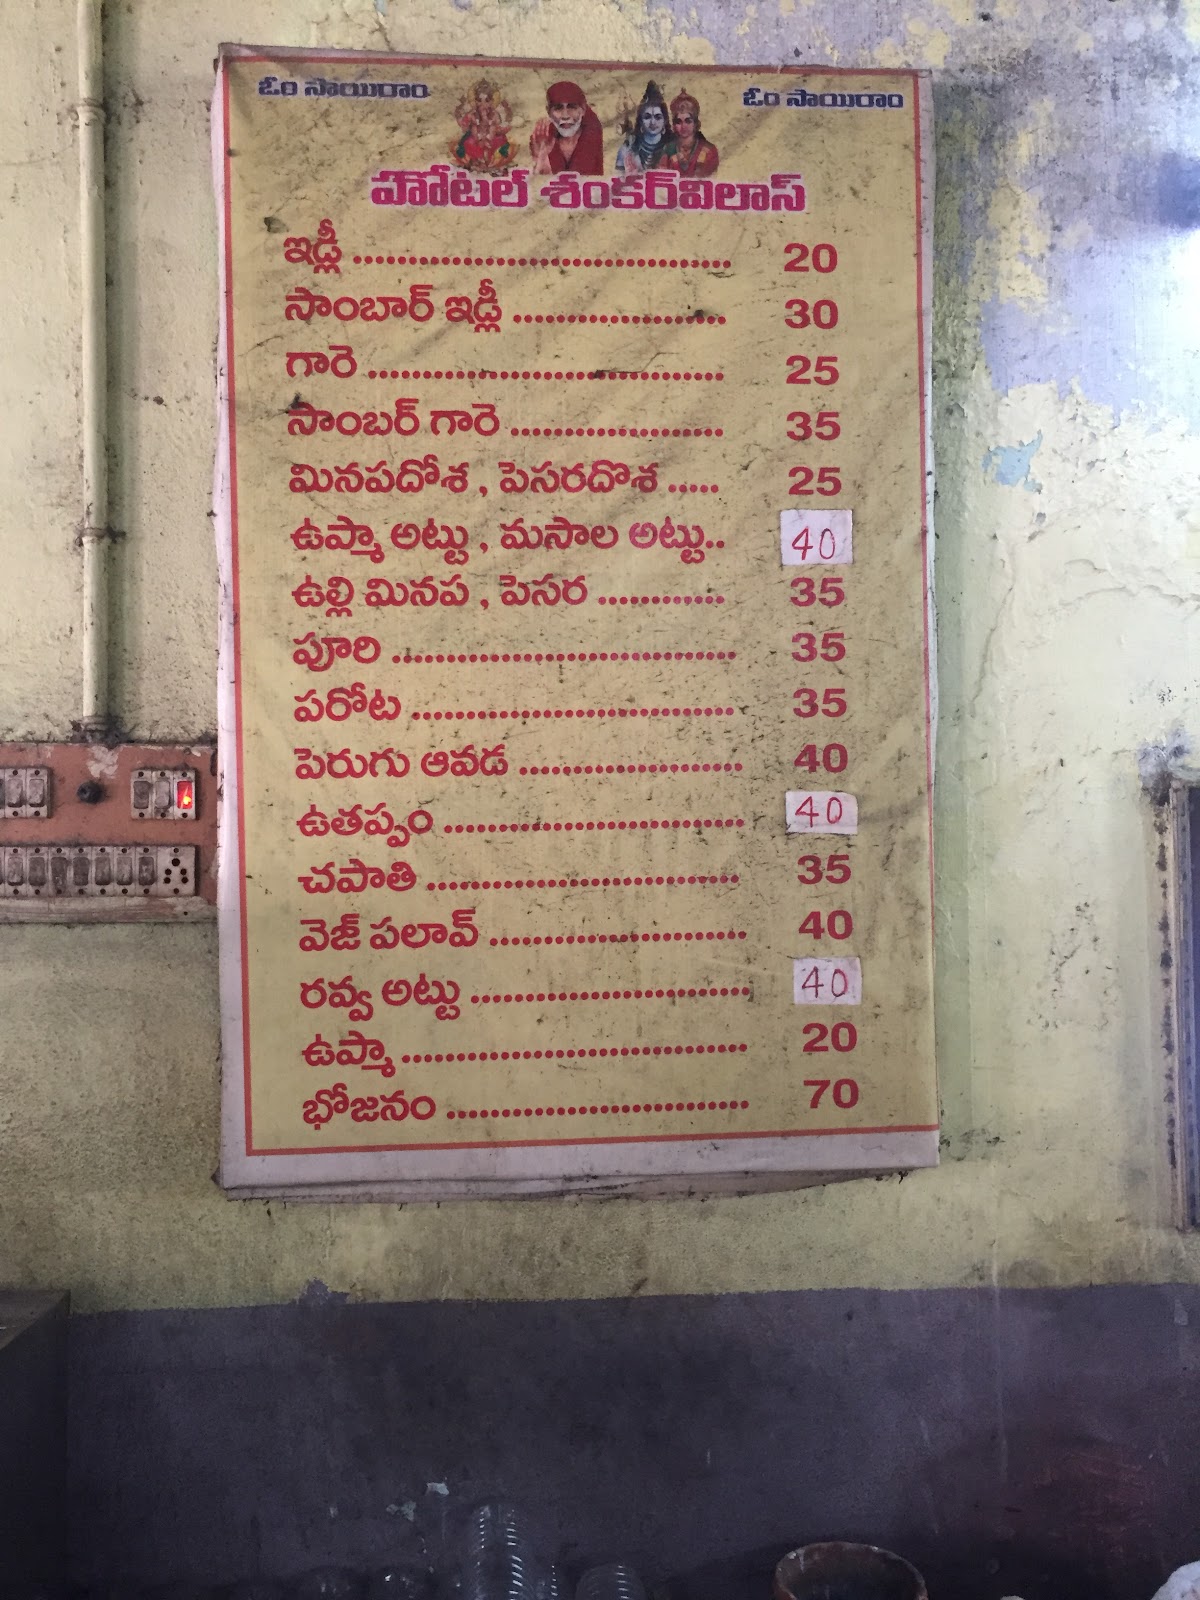 ఓం సాయిరాం ఓం సాయిరాం
హోటల్ శంకర్‌విలాస్
ఇడ్లీ .................................. 20
సాంబార్ ఇడ్లీ ..................... 30
గారె .................................. 25
సాంబర్ గారె ..................... 35
మినపదోశ , పెసరదొశ ..... 25
ఉప్మా అట్టు , మసాల అట్టు.. 40
ఉల్లి మినప , పెసర ............ 35
పూరి .................................. 35
పరోట ............................... 35
పెరుగు ఆవడ ..................... 40
ఉతప్పం ............................. 40
చపాతి .............................. 35
వెజ్ పలావ్ ........................ 40
రవ్వ అట్టు ........................... 40
ఉప్మా ................................. 20
భోజనం ............................. 70